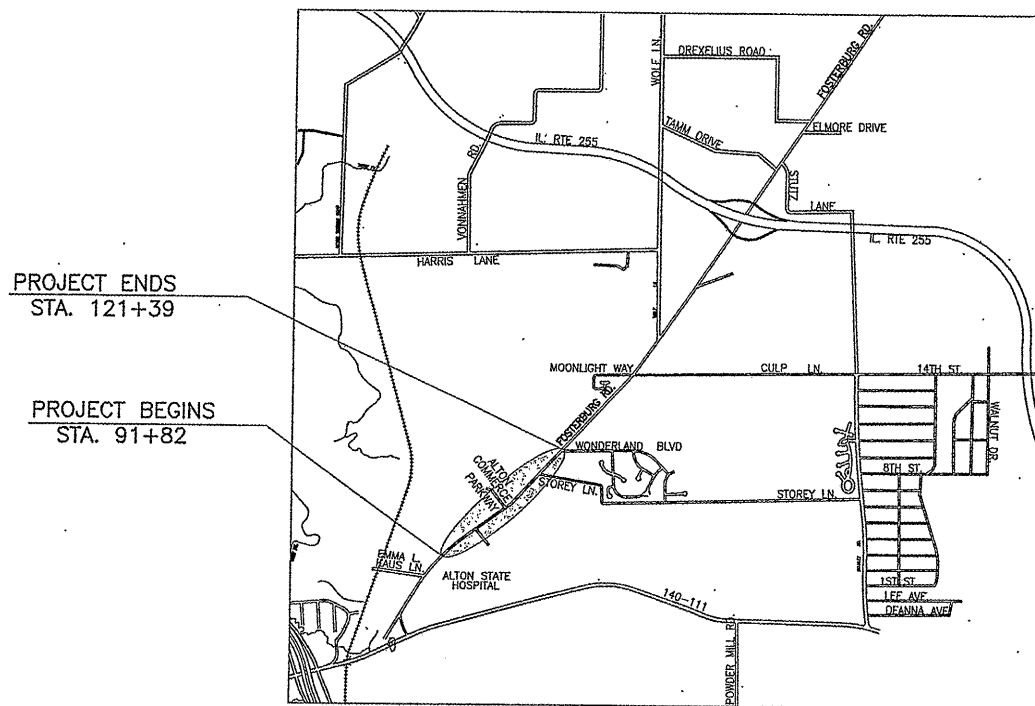 DREXELIUS ROAD
FOSTERBURG RD.
WOLF LN.
ELMORE DRIVE
TAMM DRIVE
IL. RTE 255
VONNAHMEN RD.
STUTZ LANE
IL. RTE 255
HARRIS LANE
PROJECT ENDS
STA. 121+39
MOONLIGHT WAY
CULP LN.
14TH ST.
PROJECT BEGINS
STA. 91+82
FOSTERBURG RD.
WALNUT DR
WONDERLAND BLVD
ALTON
COMMERCE
PARKWAY
8TH ST.
STOREY LN.
STOREY LN.
EMMA L.
KAUS LN.
ALTON STATE
HOSPITAL
1ST ST.
LEE AVE
DEANNA AVE
140-111
POWDER MILL RD.